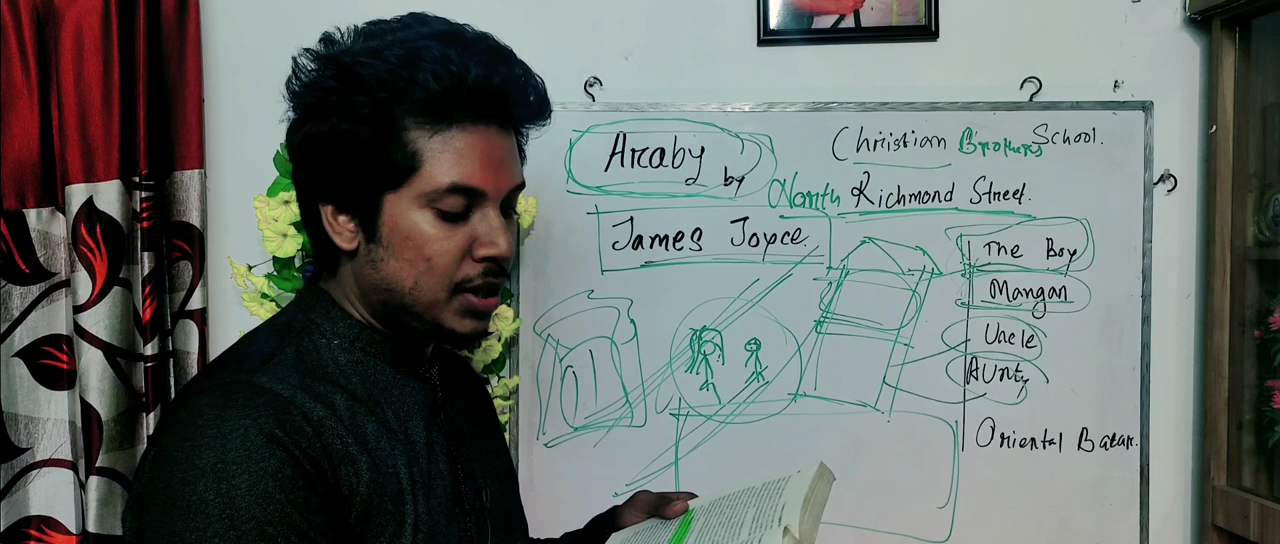 Araby by
James Joyce.
Christian Brothers School.
North Richmond Street.
The Boy
Mangan
Uncle
Aunty
Oriental Bazar.